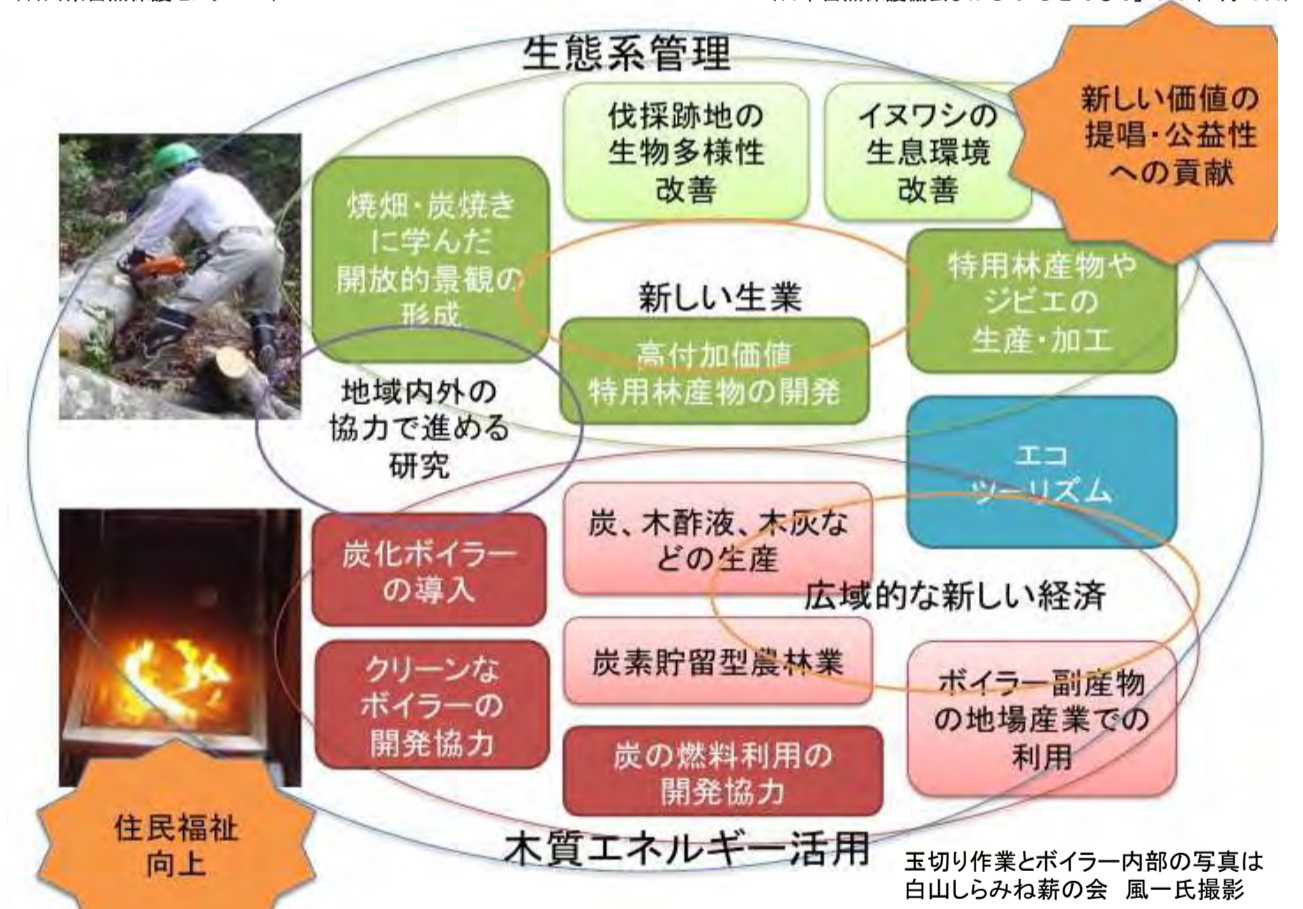 生態系管理
新しい価値の
提唱・公益性
への貢献
伐採跡地の
生物多様性
改善
イヌワシの
生息環境
改善
焼畑・炭焼き
に学んだ
開放的景観の
形成
新しい生業
特用林産物や
ジビエの
生産・加工
高付加価値
特用林産物の開発
地域内外の
協力で進める
研究
エコ
ツーリズム
炭化ボイラー
の導入
炭、木酢液、木灰な
どの生産
広域的な新しい経済
クリーンな
ボイラーの
開発協力
炭素貯留型農林業
ボイラー副産物
の地場産業での
利用
炭の燃料利用の
開発協力
住民福祉
向上
木質エネルギー活用
玉切り作業とボイラー内部の写真は
白山しらみね薪の会 風一氏撮影